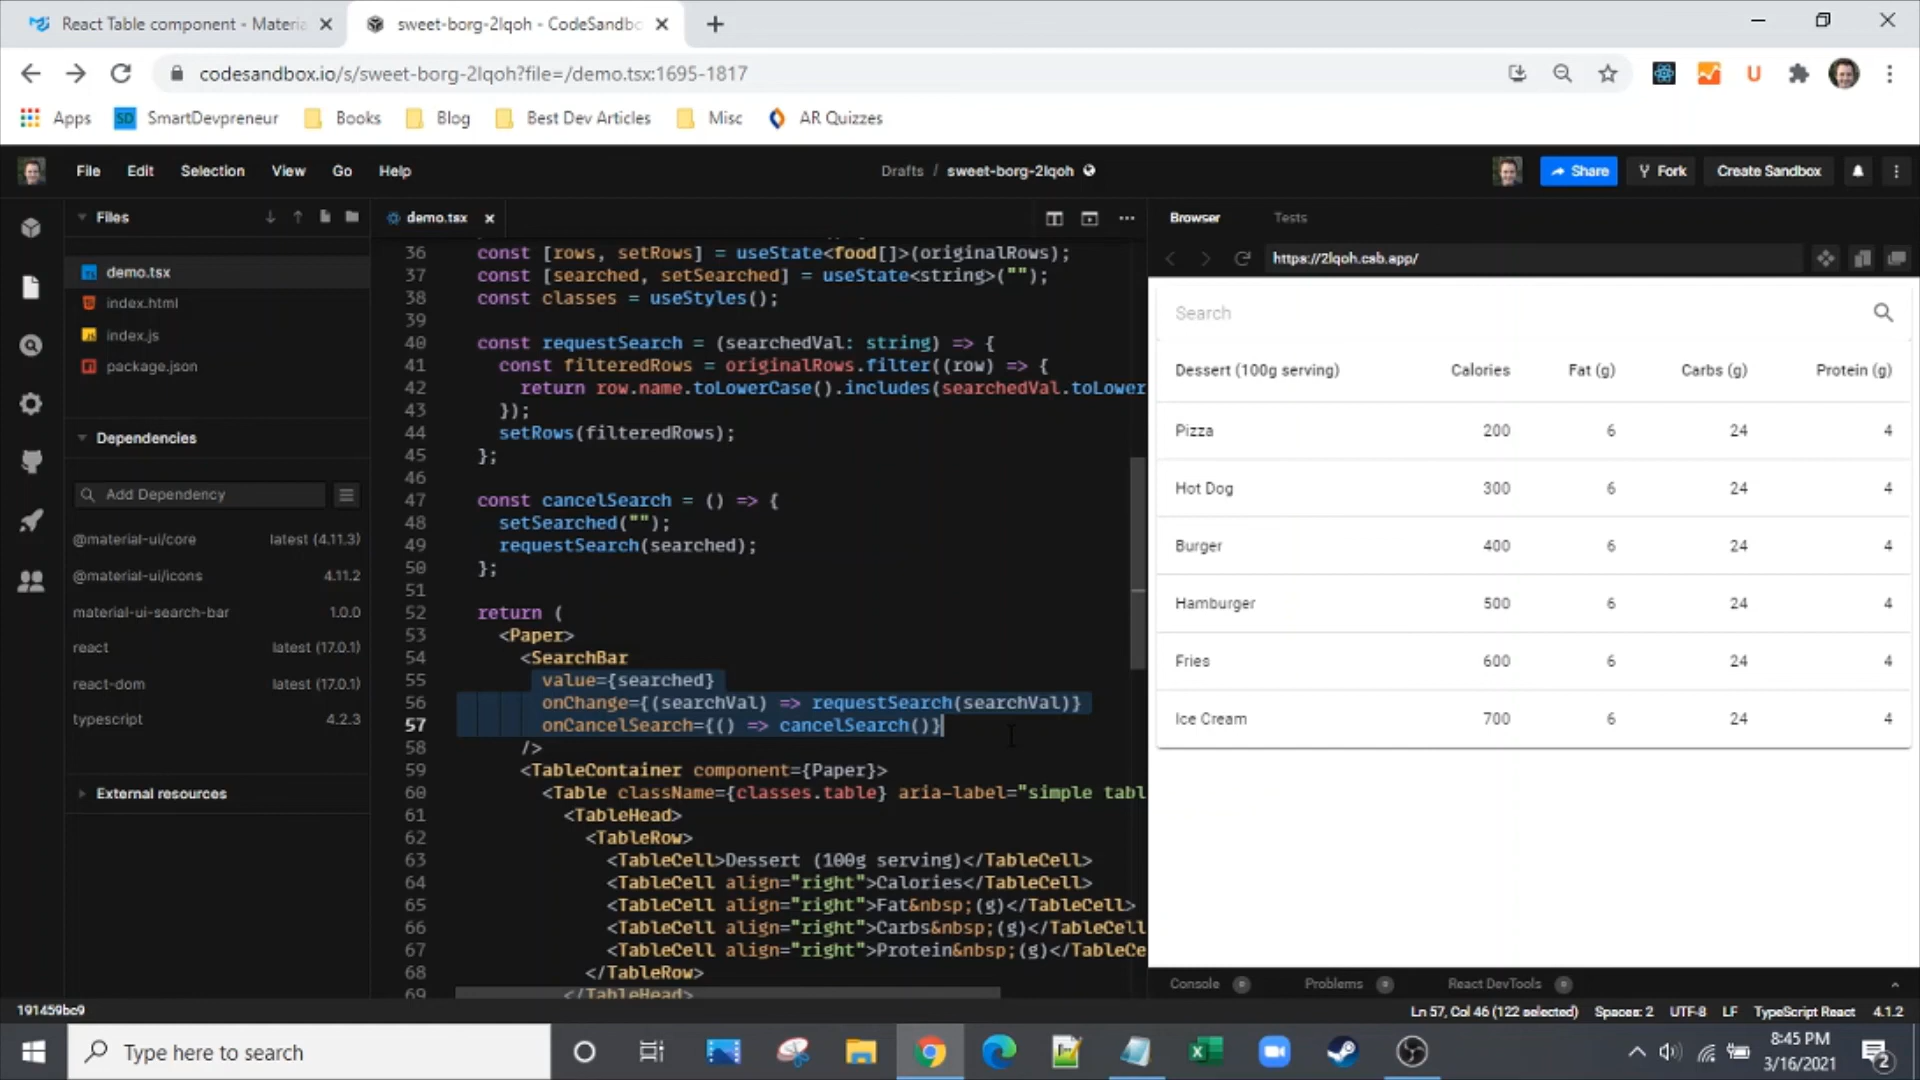 React Table component - Materia
sweet-borg-2lqoh - CodeSandbo
codesandbox.io/s/sweet-borg-2lqoh?file=/demo.tsx:1695-1817
Apps
SD SmartDevpreneur
Books
Blog
Best Dev Articles
Misc
AR Quizzes
File Edit Selection View Go Help
Drafts / sweet-borg-2lqoh
Share
Fork
Create Sandbox
Files
demo.tsx
index.html
index.js
package.json
Dependencies
Add Dependency
@material-ui/core latest (4.11.3)
@material-ui/icons 4.11.2
material-ui-search-bar 1.0.0
react latest (17.0.1)
react-dom latest (17.0.1)
typescript 4.2.3
External resources
demo.tsx
36 const [rows, setRows] = useState<food[]>(originalRows);
37 const [searched, setSearched] = useState<string>("");
38 const classes = useStyles();
39
40 const requestSearch = (searchedVal: string) => {
41 const filteredRows = originalRows.filter((row) => {
42 return row.name.toLowerCase().includes(searchedVal.toLower
43 });
44 setRows(filteredRows);
45 };
46
47 const cancelSearch = () => {
48 setSearched("");
49 requestSearch(searched);
50 };
51
52 return (
53 <Paper>
54 <SearchBar
55 value={searched}
56 onChange={(searchVal) => requestSearch(searchVal)}
57 onCancelSearch={() => cancelSearch()}
58 />
59 <TableContainer component={Paper}>
60 <Table className={classes.table} aria-label="simple tabl
61 <TableHead>
62 <TableRow>
63 <TableCell>Dessert (100g serving)</TableCell>
64 <TableCell align="right">Calories</TableCell>
65 <TableCell align="right">Fat&nbsp;(g)</TableCell>
66 <TableCell align="right">Carbs&nbsp;(g)</TableCell
67 <TableCell align="right">Protein&nbsp;(g)</TableCe
68 </TableRow>
69 </TableHead>
Browser
Tests
https://2lqoh.csb.app/
Search
Dessert (100g serving) Calories Fat (g) Carbs (g) Protein (g)
Pizza 200 6 24 4
Hot Dog 300 6 24 4
Burger 400 6 24 4
Hamburger 500 6 24 4
Fries 600 6 24 4
Ice Cream 700 6 24 4
Console
Problems
React DevTools
191459bc9
Ln 57, Col 46 (122 selected) Spaces: 2 UTF-8 LF TypeScript React 4.1.2
Type here to search
8:45 PM
3/16/2021
2